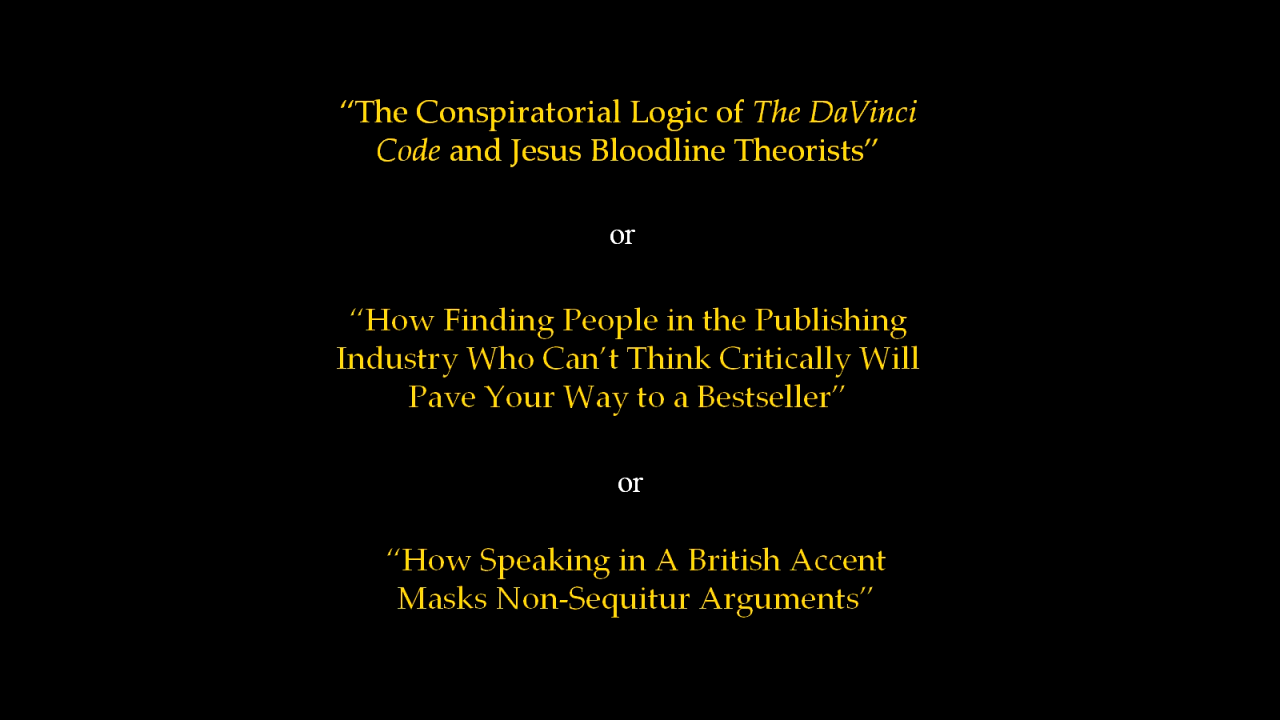 “The Conspiratorial Logic of The DaVinci
Code and Jesus Bloodline Theorists”
or
“How Finding People in the Publishing
Industry Who Can’t Think Critically Will
Pave Your Way to a Bestseller”
or
“How Speaking in A British Accent
Masks Non-Sequitur Arguments”